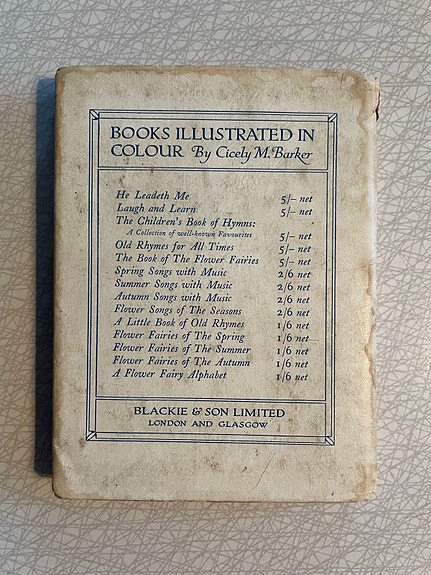 BOOKS ILLUSTRATED IN
COLOUR By Cicely M. Barker
He Leadeth Me 5/- net
Laugh and Learn 5/- net
The Children's Book of Hymns:
A Collection of well-known Favourites 5/- net
Old Rhymes for All Times 5/- net
The Book of The Flower Fairies 5/- net
Spring Songs with Music 2/6 net
Summer Songs with Music 2/6 net
Autumn Songs with Music 2/6 net
Flower Songs of The Seasons 2/6 net
A Little Book of Old Rhymes 1/6 net
Flower Fairies of The Spring 1/6 net
Flower Fairies of The Summer 1/6 net
Flower Fairies of The Autumn 1/6 net
A Flower Fairy Alphabet 1/6 net
BLACKIE & SON LIMITED
LONDON AND GLASGOW